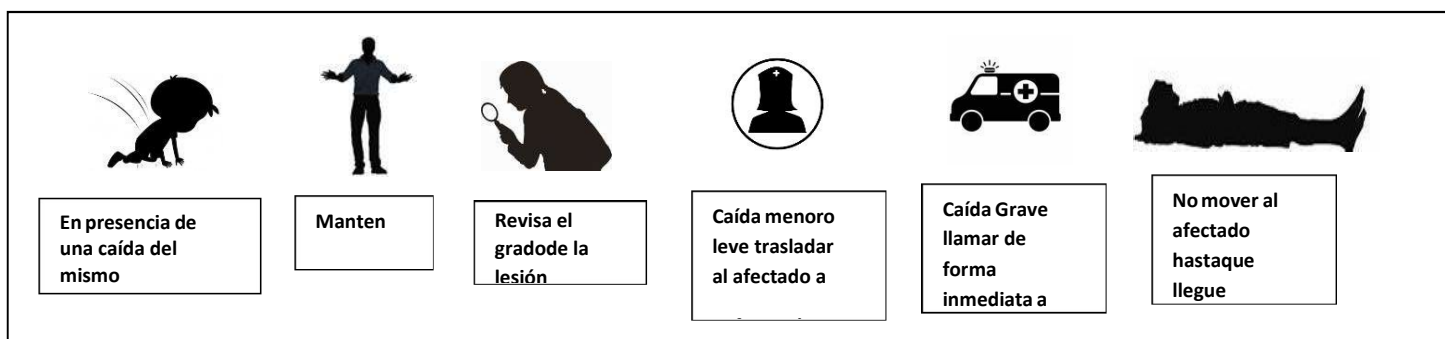 En presencia de
una caída del
mismo
Manten
Revisa el
gradode la
lesión
Caída menoro
leve trasladar
al afectado a
Caída Grave
llamar de
forma
inmediata a
No mover al
afectado
hastaque
llegue